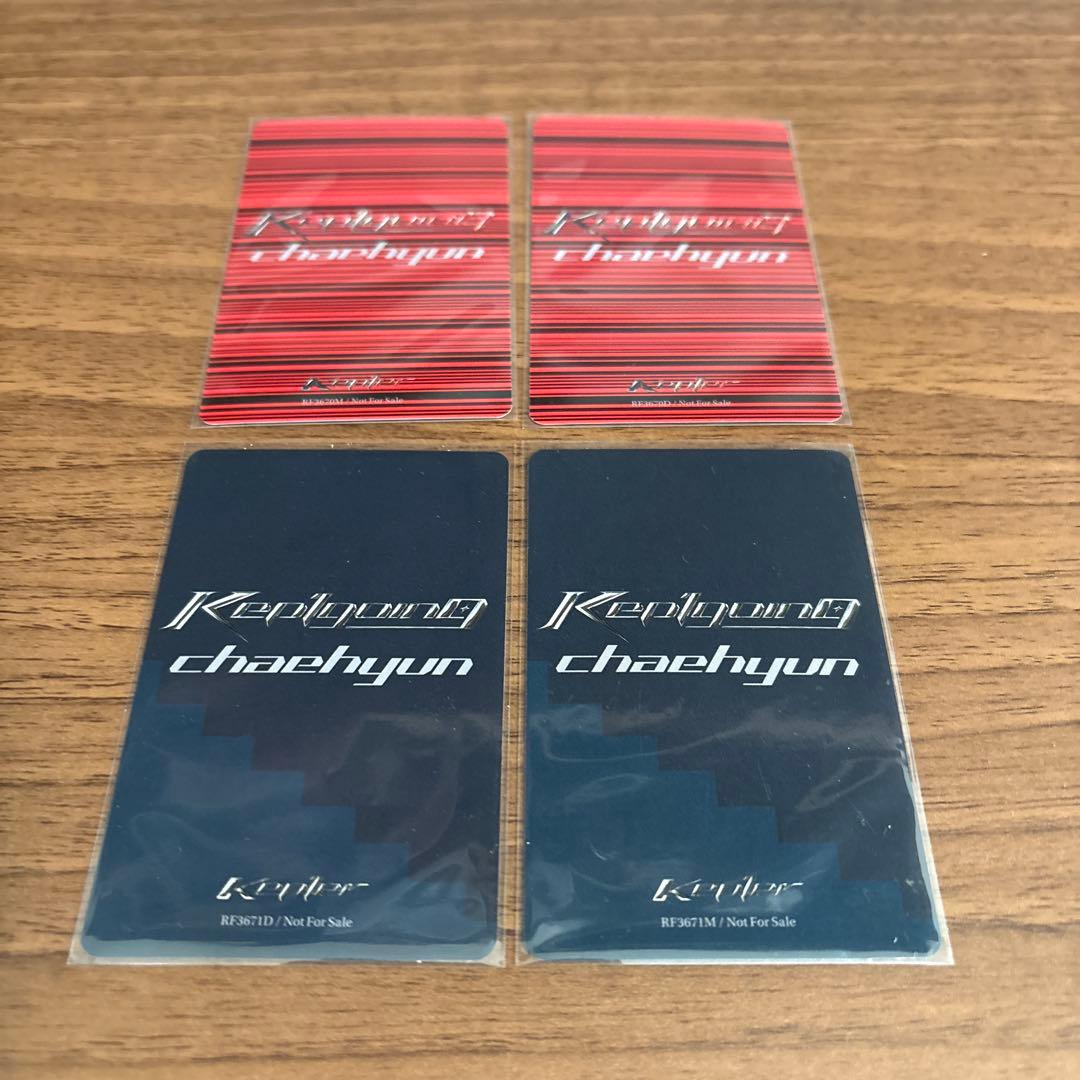 Kep1going
chaehyun
Kep1er
RF3670M / Not For Sale
Kep1going
chaehyun
Kep1er
RF3670D / Not For Sale
Kep1going
chaehyun
Kep1er
RF3671D / Not For Sale
Kep1going
chaehyun
Kep1er
RF3671M / Not For Sale